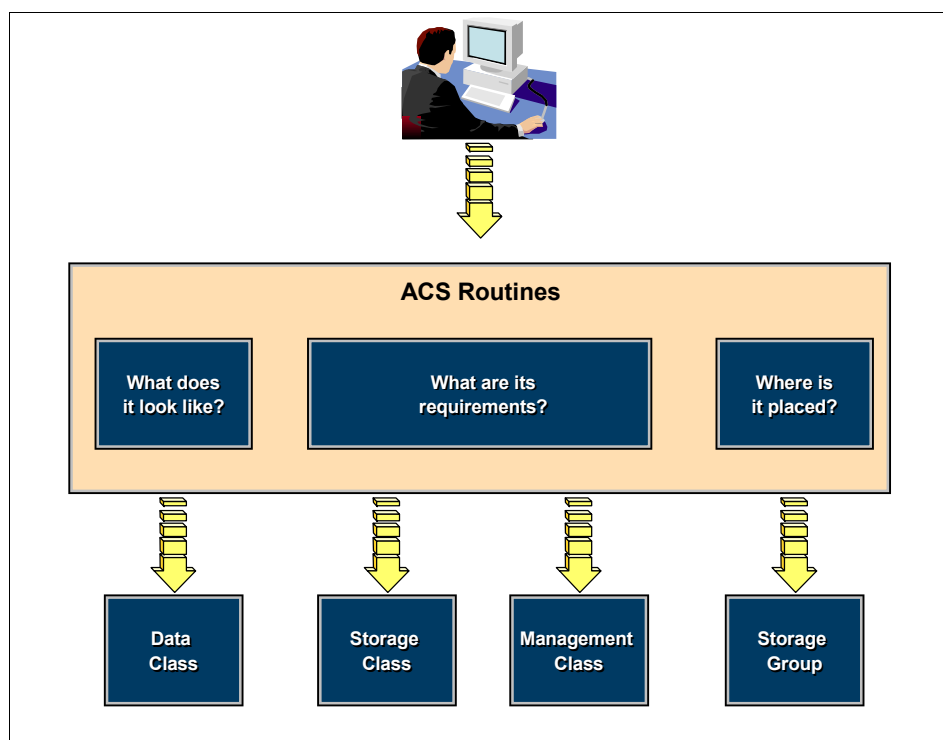 ACS Routines
What does
it look like?
What are its
requirements?
Where is
it placed?
Data
Class
Storage
Class
Management
Class
Storage
Group